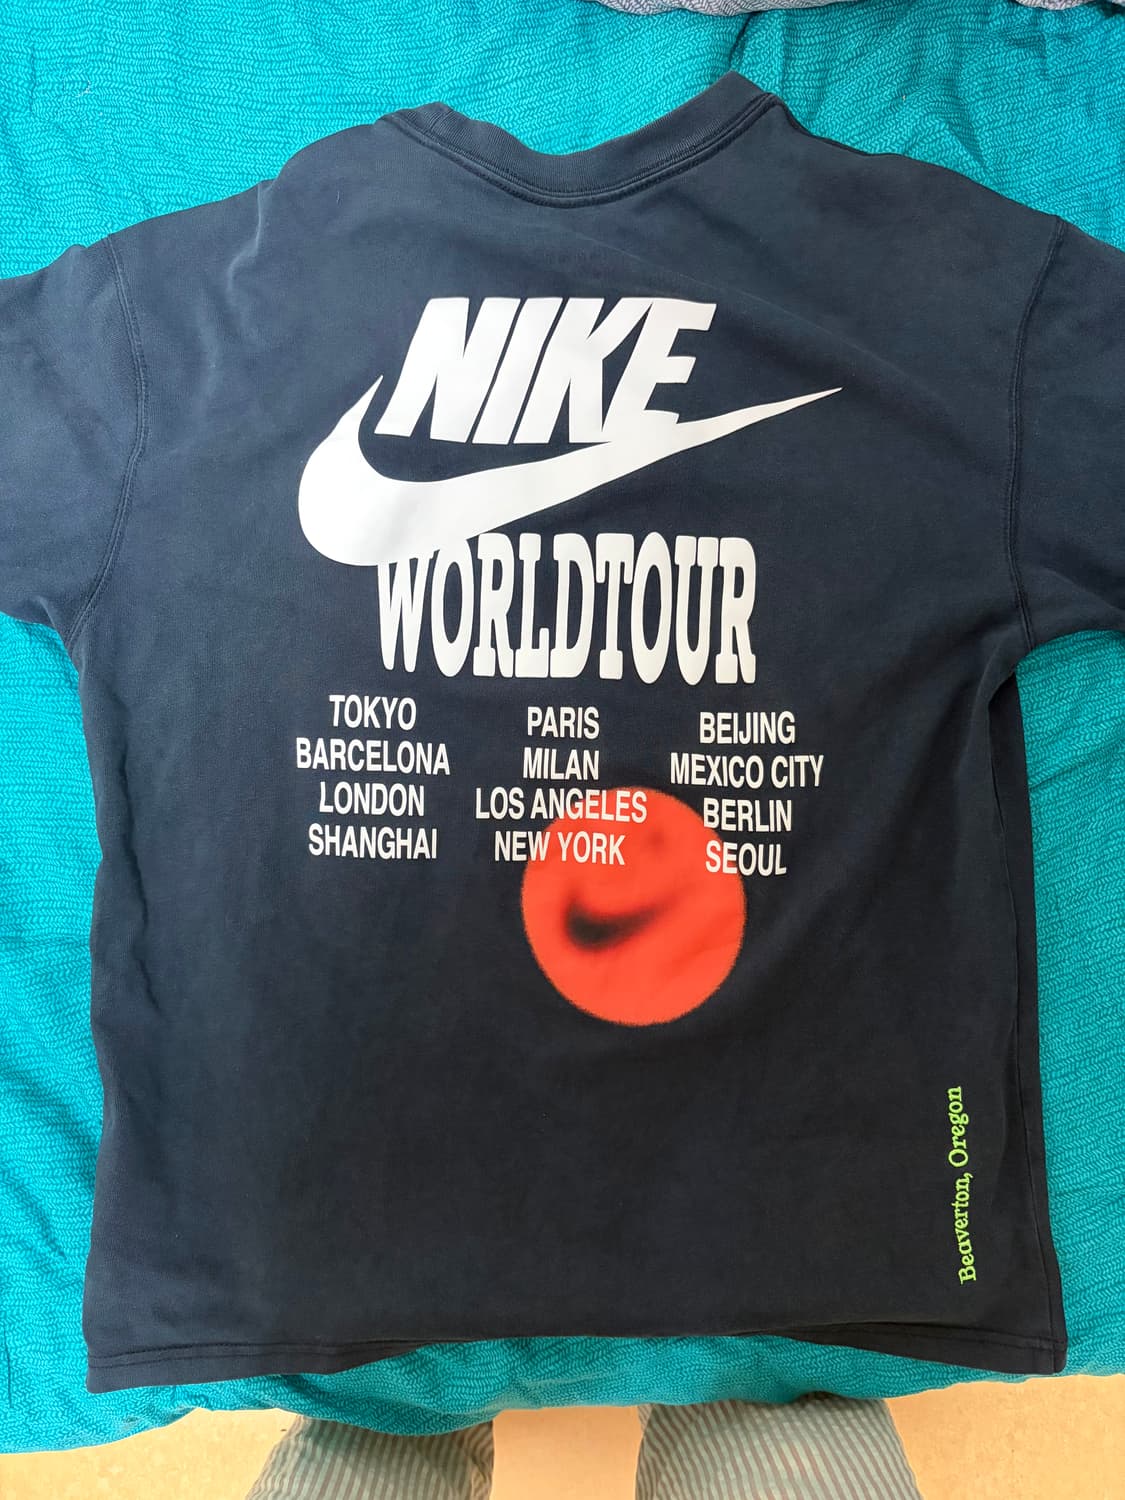 NIKE
WORLDTOUR
TOKYO
BARCELONA
LONDON
SHANGHAI
PARIS
MILAN
LOS ANGELES
NEW YORK
BEIJING
MEXICO CITY
BERLIN
SEOUL
Beaverton, Oregon